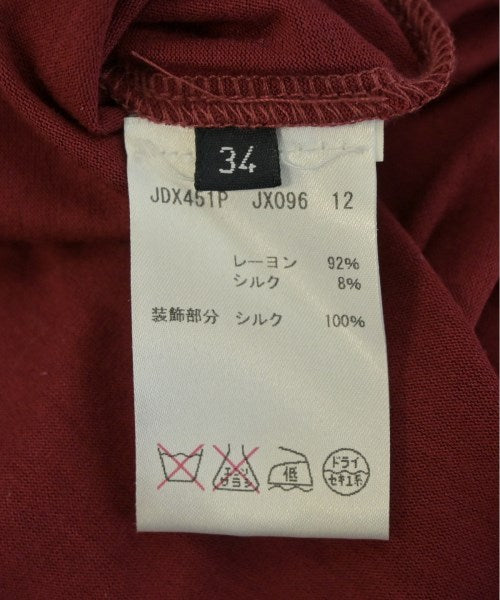 34
JDX451P JX096 12
レーヨン 92%
シルク 8%
装飾部分 シルク 100%
エンソ
サラシ
低
ドライ
セキユ系